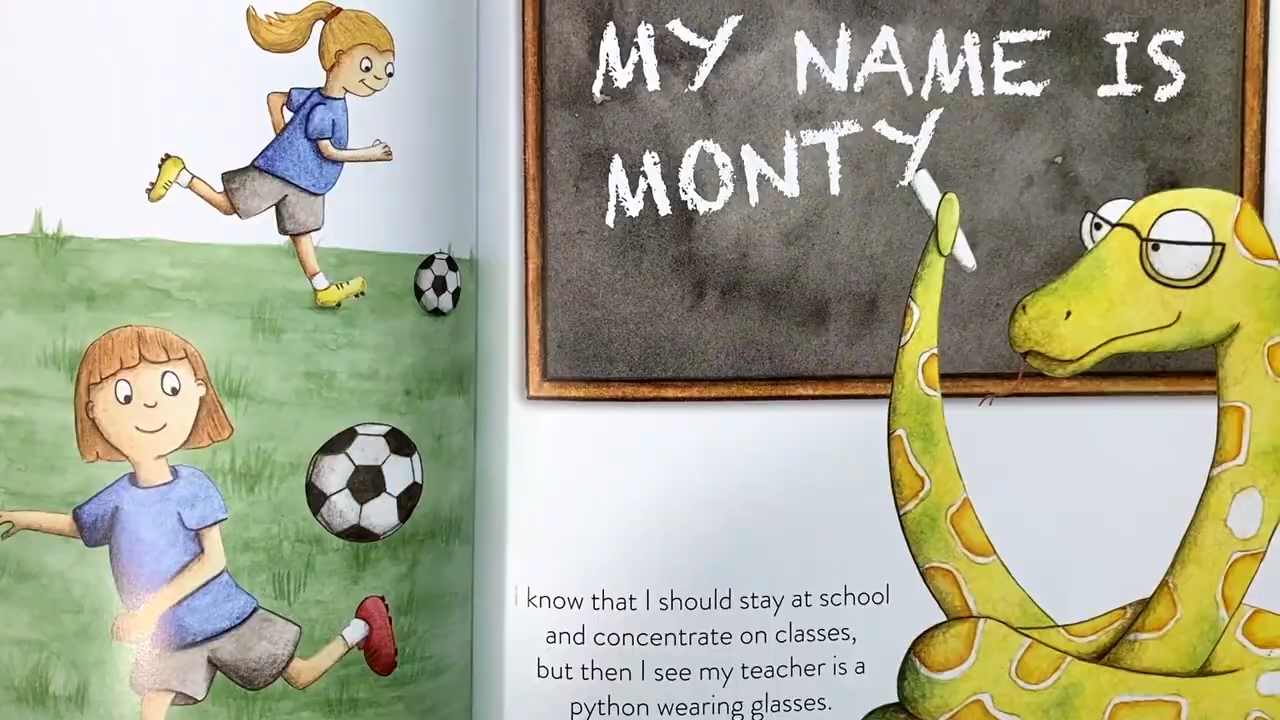 MY NAME IS
MONTY
I know that I should stay at school
and concentrate on classes,
but then I see my teacher is a
python wearing glasses.